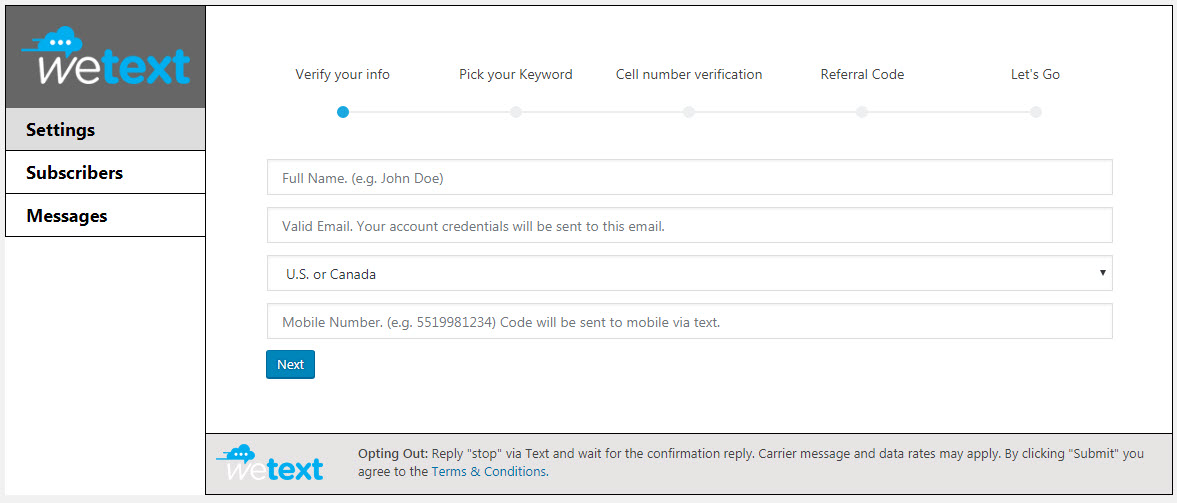 wetext
Settings
Subscribers
Messages
Verify your info
Pick your Keyword
Cell number verification
Referral Code
Let's Go
Full Name. (e.g. John Doe)
Valid Email. Your account credentials will be sent to this email.
U.S. or Canada
Mobile Number. (e.g. 5519981234) Code will be sent to mobile via text.
Next
wetext
Opting Out: Reply "stop" via Text and wait for the confirmation reply. Carrier message and data rates may apply. By clicking "Submit" you
agree to the Terms & Conditions.